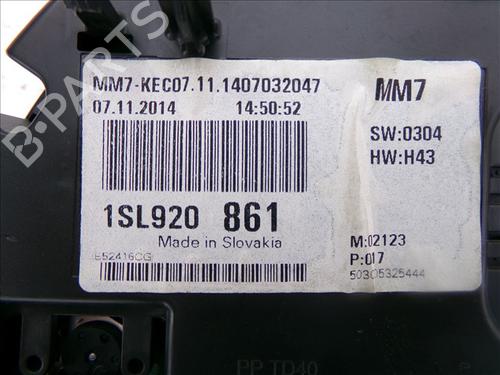 MM7-KEC07.11.1407032047
07.11.2014 14:50:52
MM7
SW:0304
HW:H43
1SL920 861
Made in Slovakia
E52416CG
M:02123
P:017
50305325444
PP TD40
B-PARTS